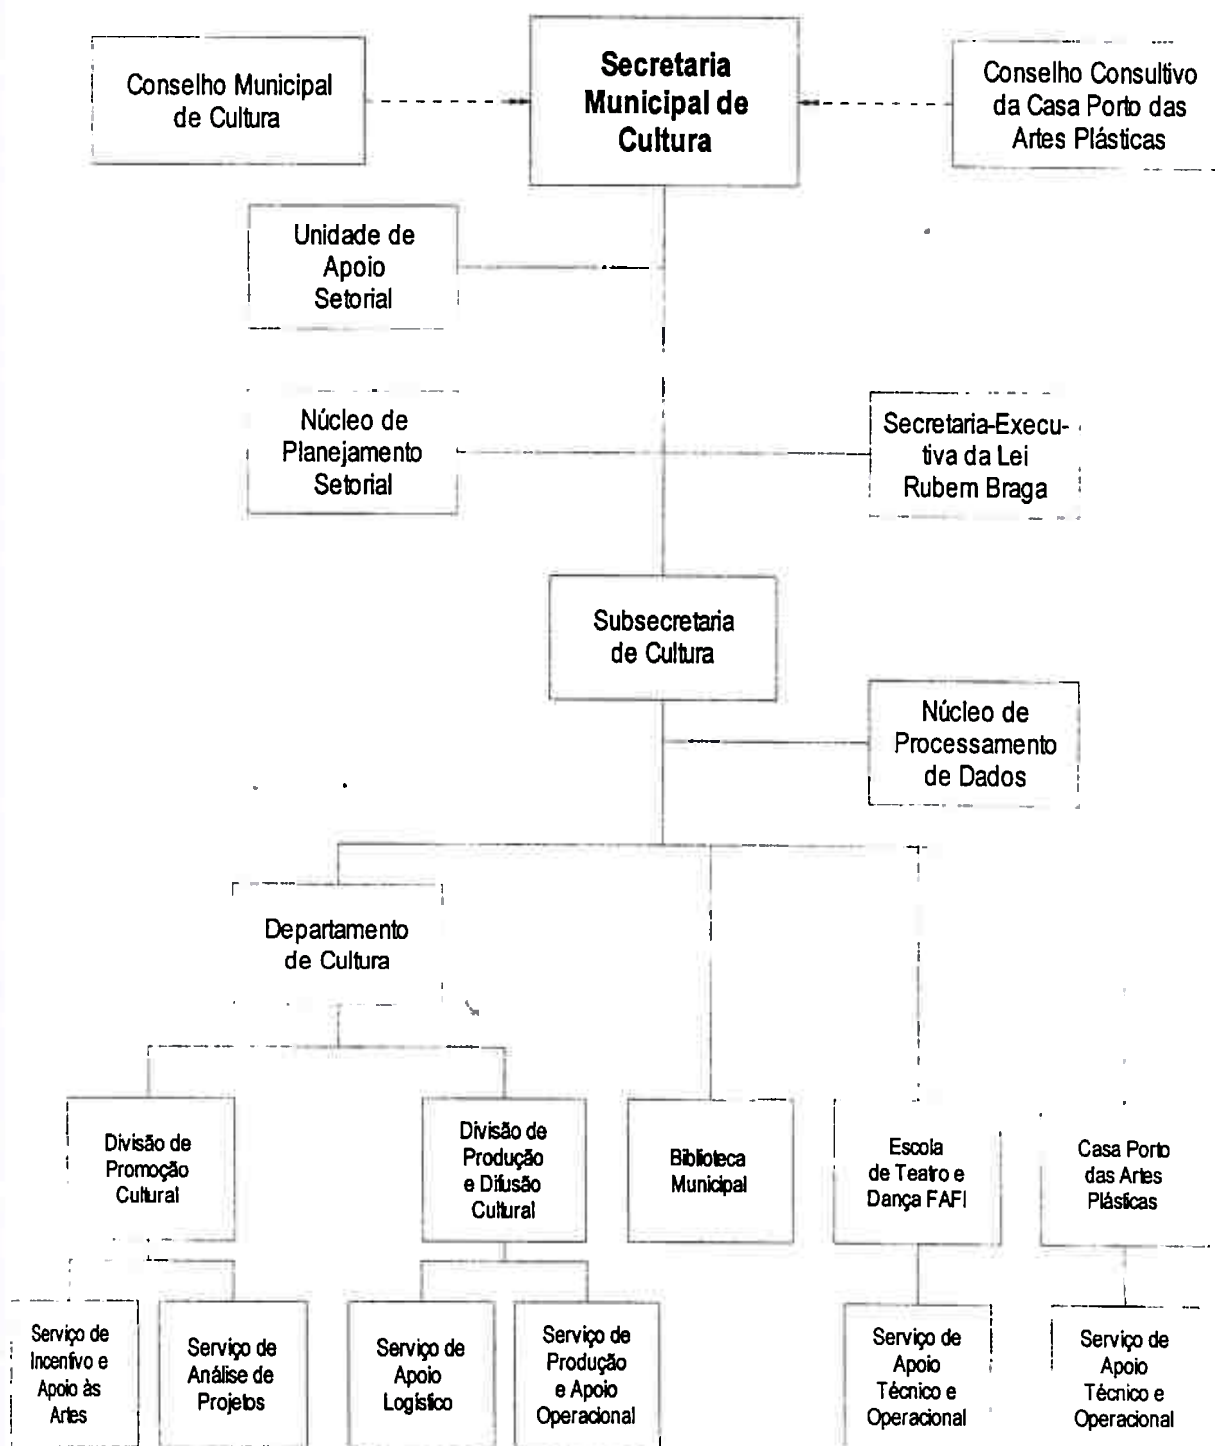 Conselho Municipal
de Cultura
Secretaria
Municipal de
Cultura
Conselho Consultivo
da Casa Porto das
Artes Plásticas
Unidade de
Apoio
Setorial
Núcleo de
Planejamento
Setorial
Secretaria-Execu-
tiva da Lei
Rubem Braga
Subsecretaria
de Cultura
Núcleo de
Processamento
de Dados
Departamento
de Cultura
Divisão de
Promoção
Cultural
Divisão de
Produção
e Difusão
Cultural
Biblioteca
Municipal
Escola
de Teatro e
Dança FAFI
Casa Porto
das Artes
Plásticas
Serviço de
Incentivo e
Apoio às
Artes
Serviço de
Análise de
Projetos
Serviço de
Apoio
Logístico
Serviço de
Produção
e Apoio
Operacional
Serviço de
Apoio
Técnico e
Operacional
Serviço de
Apoio
Técnico e
Operacional